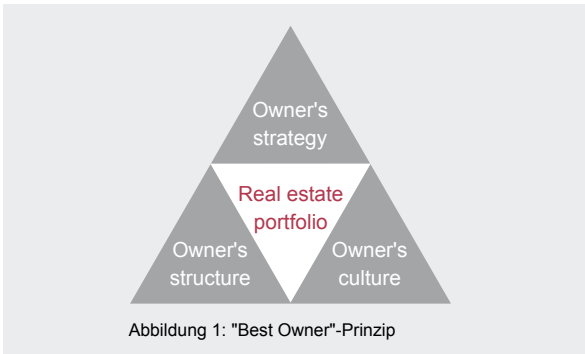 Owner's
strategy
Real estate
portfolio
Owner's
structure
Owner's
culture
Abbildung 1: "Best Owner"-Prinzip